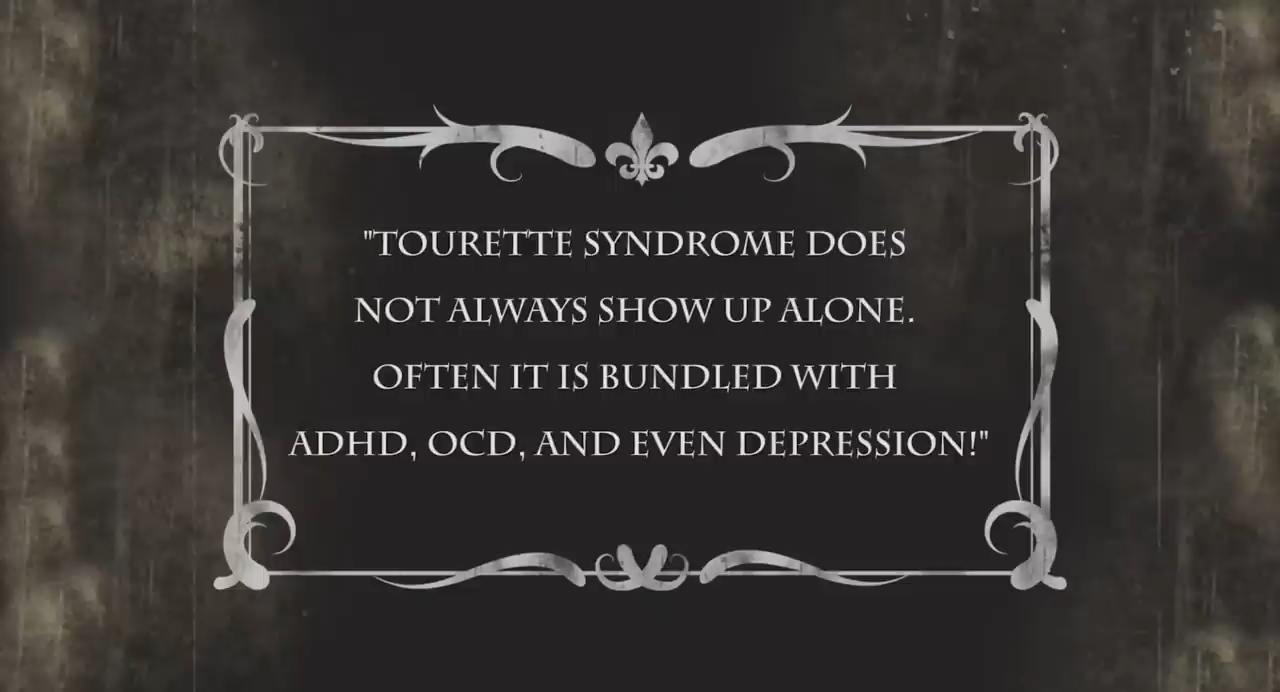 "TOURETTE SYNDROME DOES
NOT ALWAYS SHOW UP ALONE.
OFTEN IT IS BUNDLED WITH
ADHD, OCD, AND EVEN DEPRESSION!"